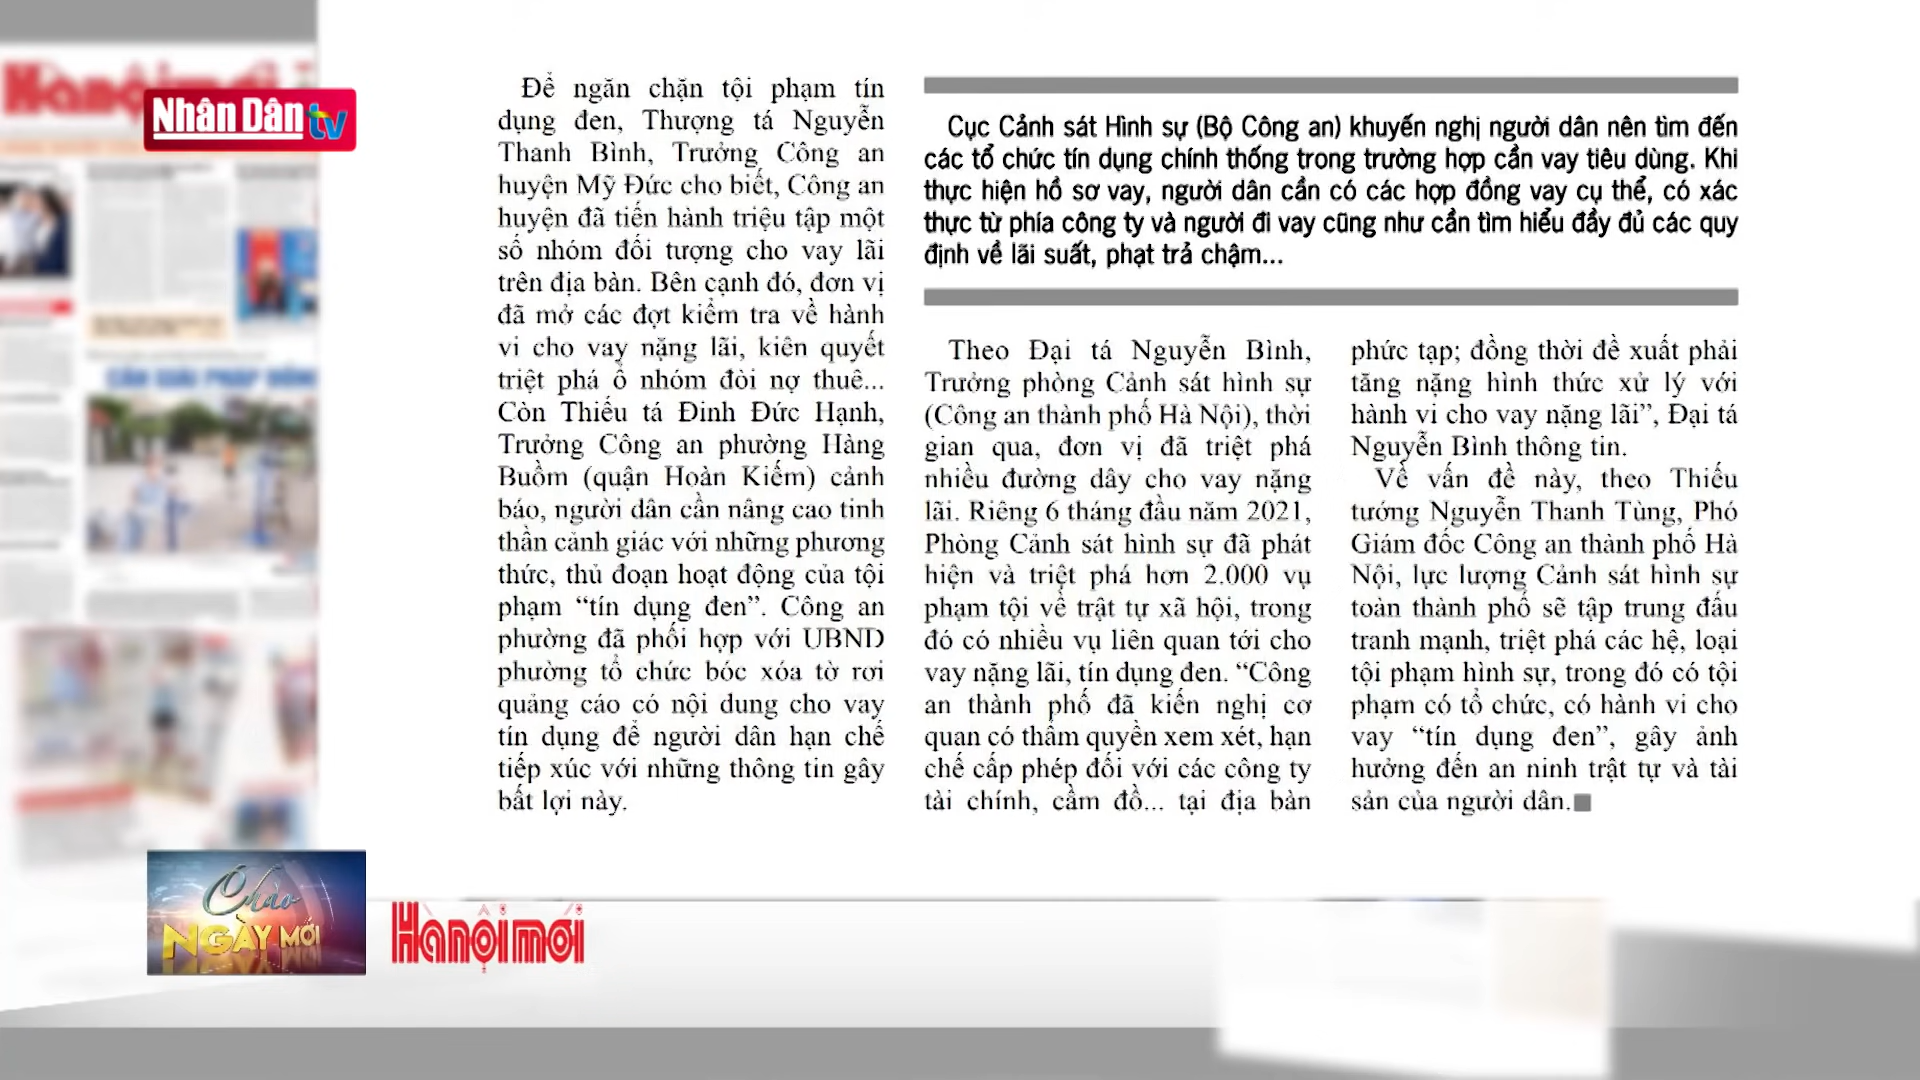 Nhân Dân tv
Để ngăn chặn tội phạm tín
dụng đen, Thượng tá Nguyễn
Thanh Bình, Trưởng Công an
huyện Mỹ Đức cho biết, Công an
huyện đã tiến hành triệu tập một
số nhóm đối tượng cho vay lãi
trên địa bàn. Bên cạnh đó, đơn vị
đã mở các đợt kiểm tra về hành
vi cho vay nặng lãi, kiên quyết
triệt phá ổ nhóm đòi nợ thuê...
Còn Thiếu tá Đinh Đức Hạnh,
Trưởng Công an phường Hàng
Buồm (quận Hoàn Kiếm) cảnh
báo, người dân cần nâng cao tinh
thần cảnh giác với những phương
thức, thủ đoạn hoạt động của tội
phạm “tín dụng đen”. Công an
phường đã phối hợp với UBND
phường tổ chức bóc xóa tờ rơi
quảng cáo có nội dung cho vay
tín dụng để người dân hạn chế
tiếp xúc với những thông tin gây
bất lợi này.
Cục Cảnh sát Hình sự (Bộ Công an) khuyến nghị người dân nên tìm đến
các tổ chức tín dụng chính thống trong trường hợp cần vay tiêu dùng. Khi
thực hiện hồ sơ vay, người dân cần có các hợp đồng vay cụ thể, có xác
thực từ phía công ty và người đi vay cũng như cần tìm hiểu đầy đủ các quy
định về lãi suất, phạt trả chậm...
Theo Đại tá Nguyễn Bình,
Trưởng phòng Cảnh sát hình sự
(Công an thành phố Hà Nội), thời
gian qua, đơn vị đã triệt phá
nhiều đường dây cho vay nặng
lãi. Riêng 6 tháng đầu năm 2021,
Phòng Cảnh sát hình sự đã phát
hiện và triệt phá hơn 2.000 vụ
phạm tội về trật tự xã hội, trong
đó có nhiều vụ liên quan tới cho
vay nặng lãi, tín dụng đen. “Công
an thành phố đã kiến nghị cơ
quan có thẩm quyền xem xét, hạn
chế cấp phép đối với các công ty
tài chính, cầm đồ... tại địa bàn
phức tạp; đồng thời đề xuất phải
tăng nặng hình thức xử lý với
hành vi cho vay nặng lãi”, Đại tá
Nguyễn Bình thông tin.
Về vấn đề này, theo Thiếu
tướng Nguyễn Thanh Tùng, Phó
Giám đốc Công an thành phố Hà
Nội, lực lượng Cảnh sát hình sự
toàn thành phố sẽ tập trung đấu
tranh mạnh, triệt phá các hệ, loại
tội phạm hình sự, trong đó có tội
phạm có tổ chức, có hành vi cho
vay “tín dụng đen”, gây ảnh
hưởng đến an ninh trật tự và tài
sản của người dân.
Chào
NGÀY MỚI
Hànộimới